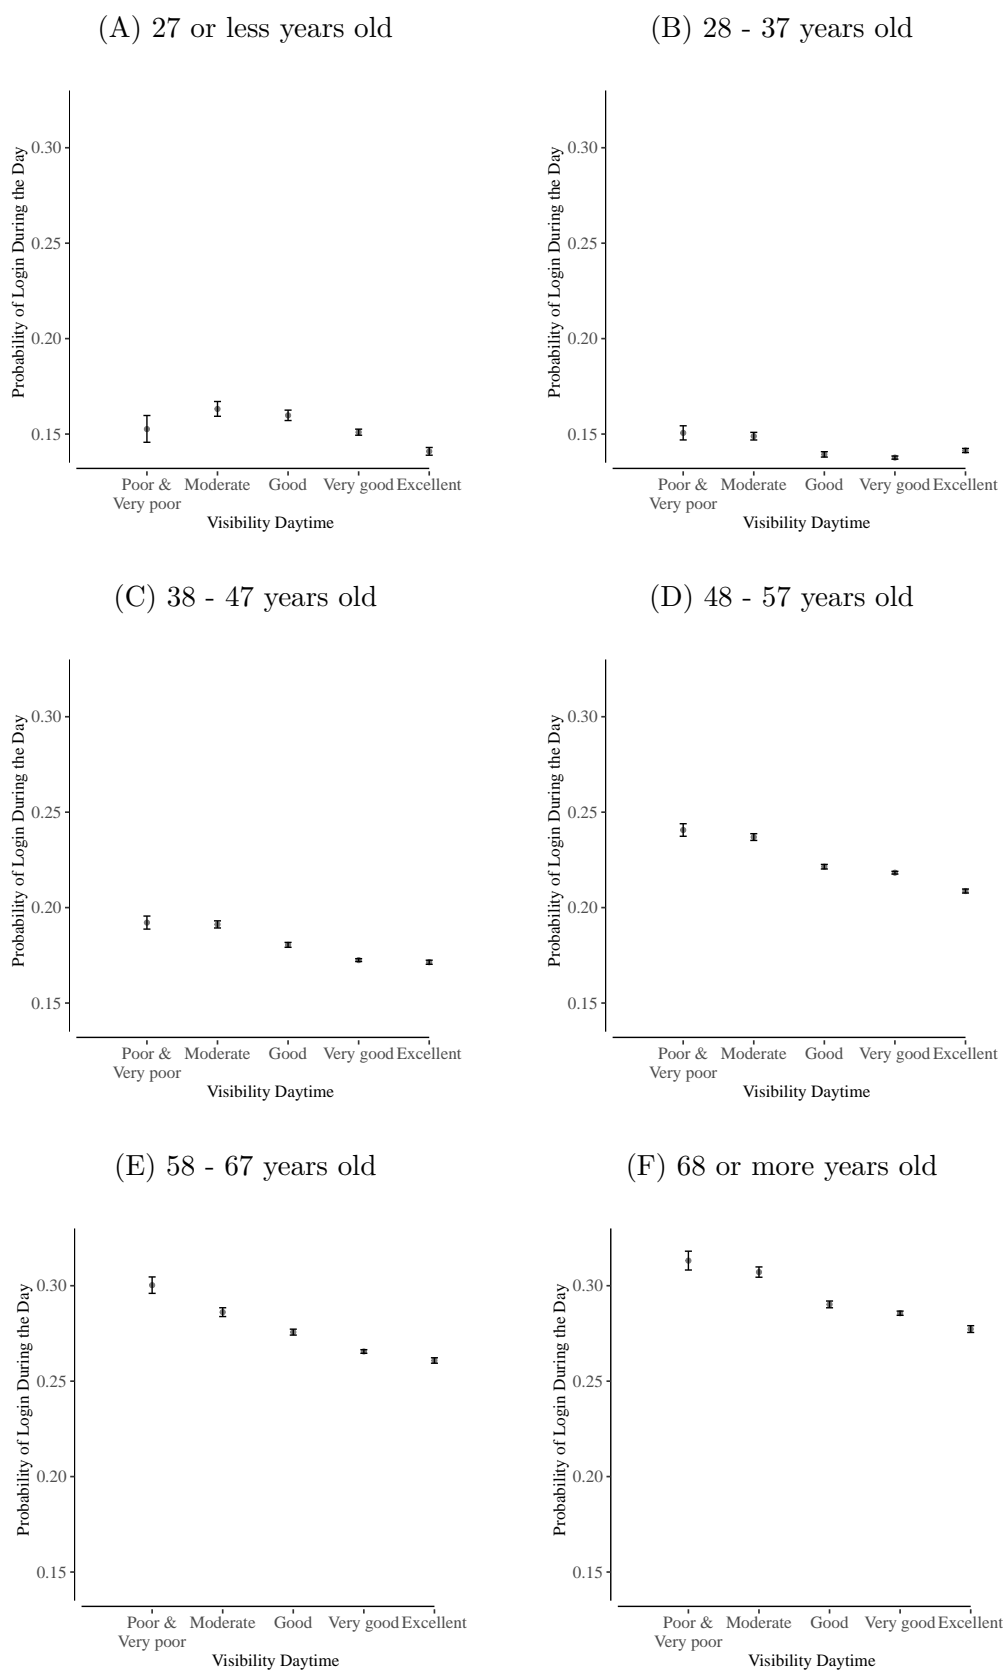 (A) 27 or less years old
Probability of Login During the Day
0.30
0.25
0.20
0.15
Poor & Very poor
Moderate
Good
Very good
Excellent
Visibility Daytime
(B) 28 - 37 years old
Probability of Login During the Day
0.30
0.25
0.20
0.15
Poor & Very poor
Moderate
Good
Very good
Excellent
Visibility Daytime
(C) 38 - 47 years old
Probability of Login During the Day
0.30
0.25
0.20
0.15
Poor & Very poor
Moderate
Good
Very good
Excellent
Visibility Daytime
(D) 48 - 57 years old
Probability of Login During the Day
0.30
0.25
0.20
0.15
Poor & Very poor
Moderate
Good
Very good
Excellent
Visibility Daytime
(E) 58 - 67 years old
Probability of Login During the Day
0.30
0.25
0.20
0.15
Poor & Very poor
Moderate
Good
Very good
Excellent
Visibility Daytime
(F) 68 or more years old
Probability of Login During the Day
0.30
0.25
0.20
0.15
Poor & Very poor
Moderate
Good
Very good
Excellent
Visibility Daytime